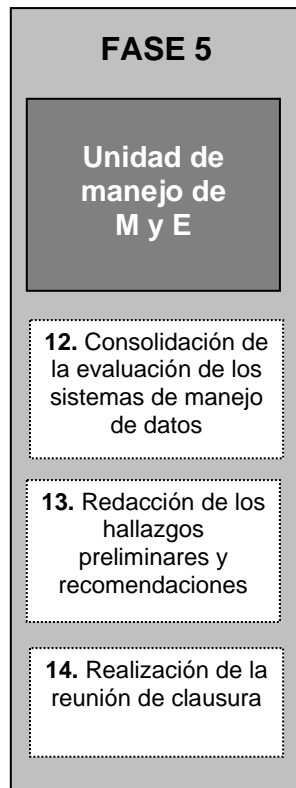 FASE 5
Unidad de
manejo de
M y E
12. Consolidación de
la evaluación de los
sistemas de manejo
de datos
13. Redacción de los
hallazgos
preliminares y
recomendaciones
14. Realización de la
reunión de clausura